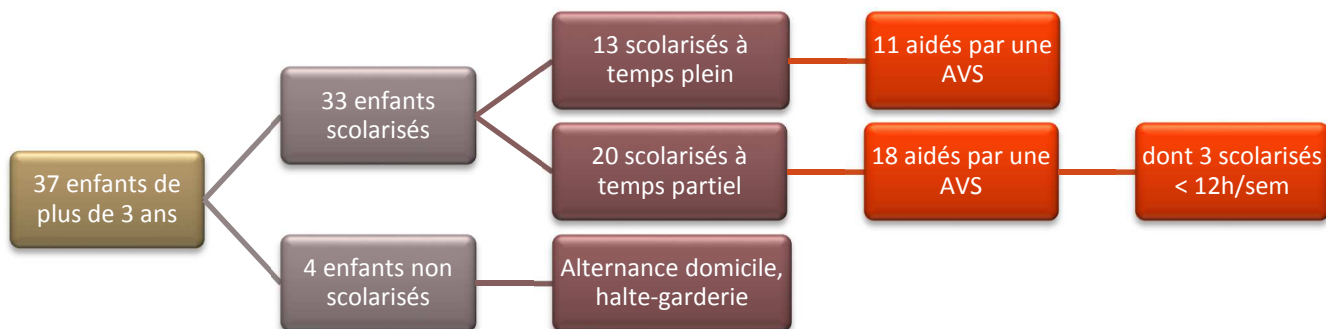 37 enfants de
plus de 3 ans
33 enfants
scolarisés
13 scolarisés à
temps plein
11 aidés par une
AVS
20 scolarisés à
temps partiel
18 aidés par une
AVS
dont 3 scolarisés
< 12h/sem
4 enfants non
scolarisés
Alternance domicile,
halte-garderie